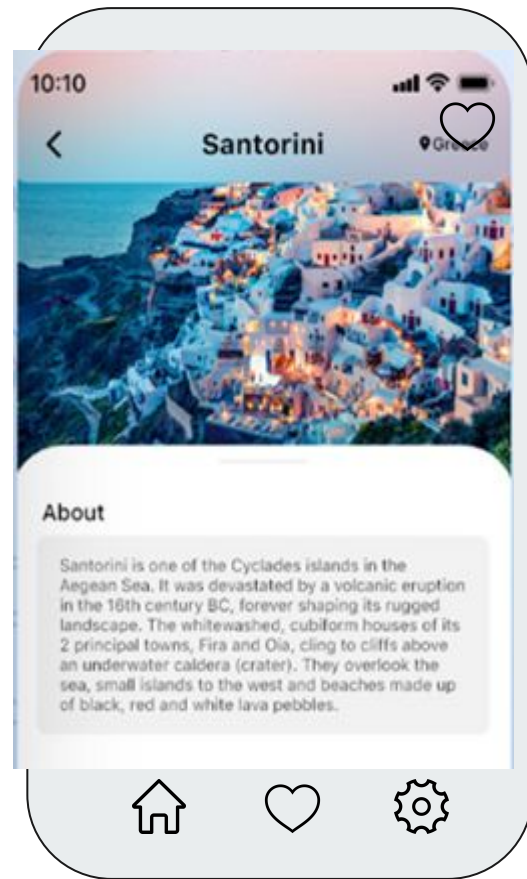 10:10
Santorini
Greece
About
Santorini is one of the Cyclades islands in the
Aegean Sea. It was devastated by a volcanic eruption
in the 16th century BC, forever shaping its rugged
landscape. The whitewashed, cubiform houses of its
2 principal towns, Fira and Oia, cling to cliffs above
an underwater caldera (crater). They overlook the
sea, small islands to the west and beaches made up
of black, red and white lava pebbles.